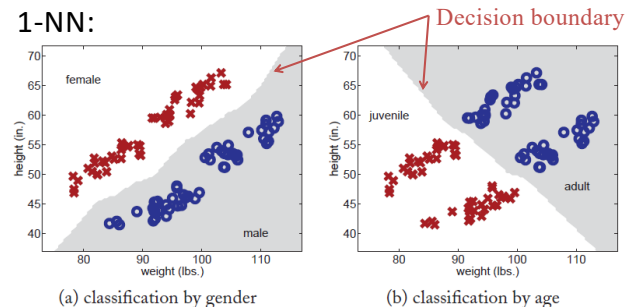 1-NN:
Decision boundary
70
65
60
55
50
45
40
height (in.)
female
male
80
90
100
110
weight (lbs.)
(a) classification by gender
70
65
60
55
50
45
40
height (in.)
juvenile
adult
80
90
100
110
weight (lbs.)
(b) classification by age